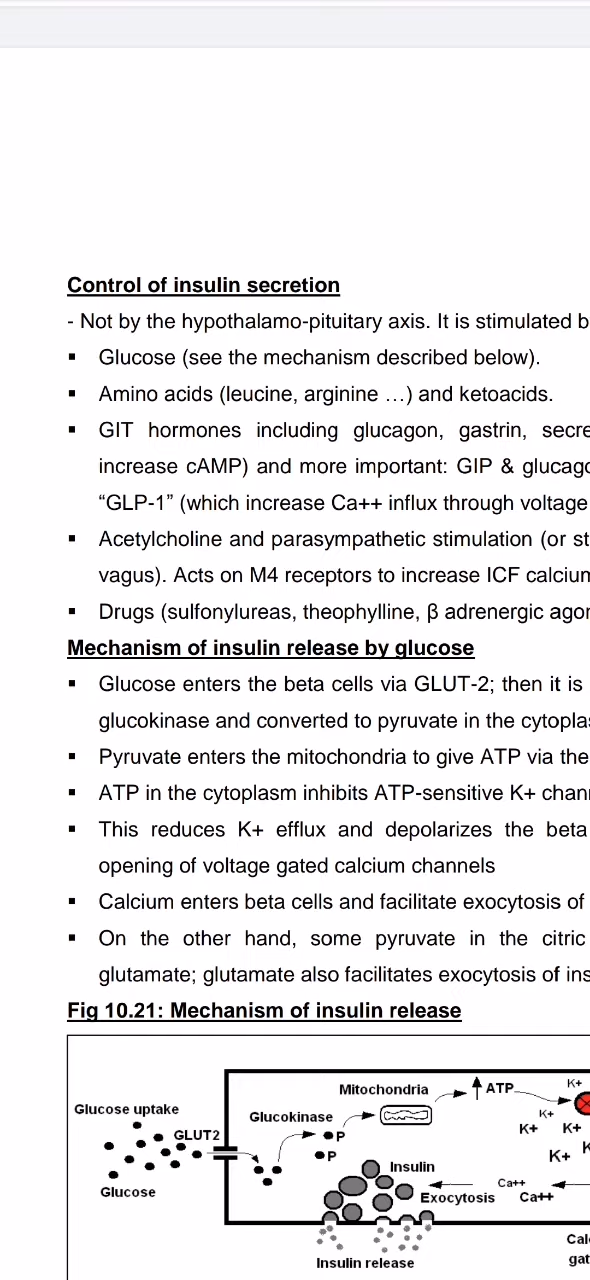 Control of insulin secretion
- Not by the hypothalamo-pituitary axis. It is stimulated b
▪ Glucose (see the mechanism described below).
▪ Amino acids (leucine, arginine …) and ketoacids.
▪ GIT hormones including glucagon, gastrin, secre
increase cAMP) and more important: GIP & glucago
“GLP-1” (which increase Ca++ influx through voltage
▪ Acetylcholine and parasympathetic stimulation (or st
vagus). Acts on M4 receptors to increase ICF calcium
▪ Drugs (sulfonylureas, theophylline, β adrenergic agon
Mechanism of insulin release by glucose
▪ Glucose enters the beta cells via GLUT-2; then it is
glucokinase and converted to pyruvate in the cytoplas
▪ Pyruvate enters the mitochondria to give ATP via the
▪ ATP in the cytoplasm inhibits ATP-sensitive K+ chann
▪ This reduces K+ efflux and depolarizes the beta
opening of voltage gated calcium channels
▪ Calcium enters beta cells and facilitate exocytosis of
▪ On the other hand, some pyruvate in the citric
glutamate; glutamate also facilitates exocytosis of ins
Fig 10.21: Mechanism of insulin release
Glucose uptake
GLUT2
Glucose
Glucokinase
P
P
Mitochondria
ATP
K+
K+
K+
K+
K+
K
Insulin
Exocytosis
Ca++
Ca++
Insulin release
Calc
gat